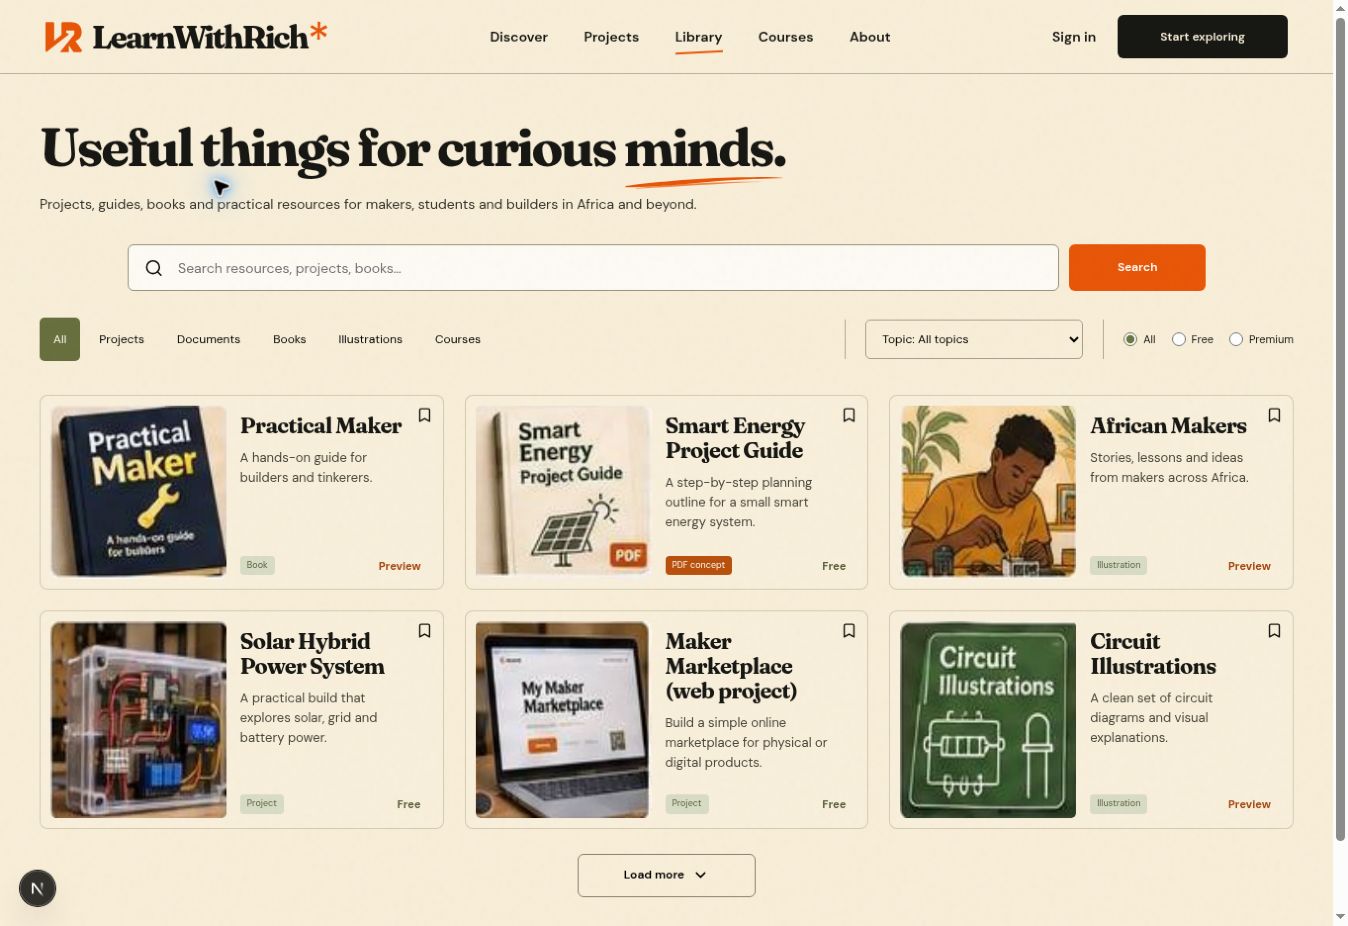 LearnWithRich*
Discover
Projects
Library
Courses
About
Sign in
Start exploring
Useful things for curious minds.
Projects, guides, books and practical resources for makers, students and builders in Africa and beyond.
Search resources, projects, books...
Search
All
Projects
Documents
Books
Illustrations
Courses
Topic: All topics
All
Free
Premium
Practical
Maker
A hands-on guide
for builders
Practical Maker
A hands-on guide for
builders and tinkerers.
Book
Preview
Smart
Energy
Project Guide
PDF
Smart Energy
Project Guide
A step-by-step planning
outline for a small smart
energy system.
PDF concept
Free
African Makers
Stories, lessons and ideas
from makers across Africa.
Illustration
Preview
Solar Hybrid
Power System
A practical build that
explores solar, grid and
battery power.
Project
Free
My Maker
Marketplace
Maker
Marketplace
(web project)
Build a simple online
marketplace for physical or
digital products.
Project
Free
Circuit
Illustrations
Circuit
Illustrations
A clean set of circuit
diagrams and visual
explanations.
Illustration
Preview
Load more
N